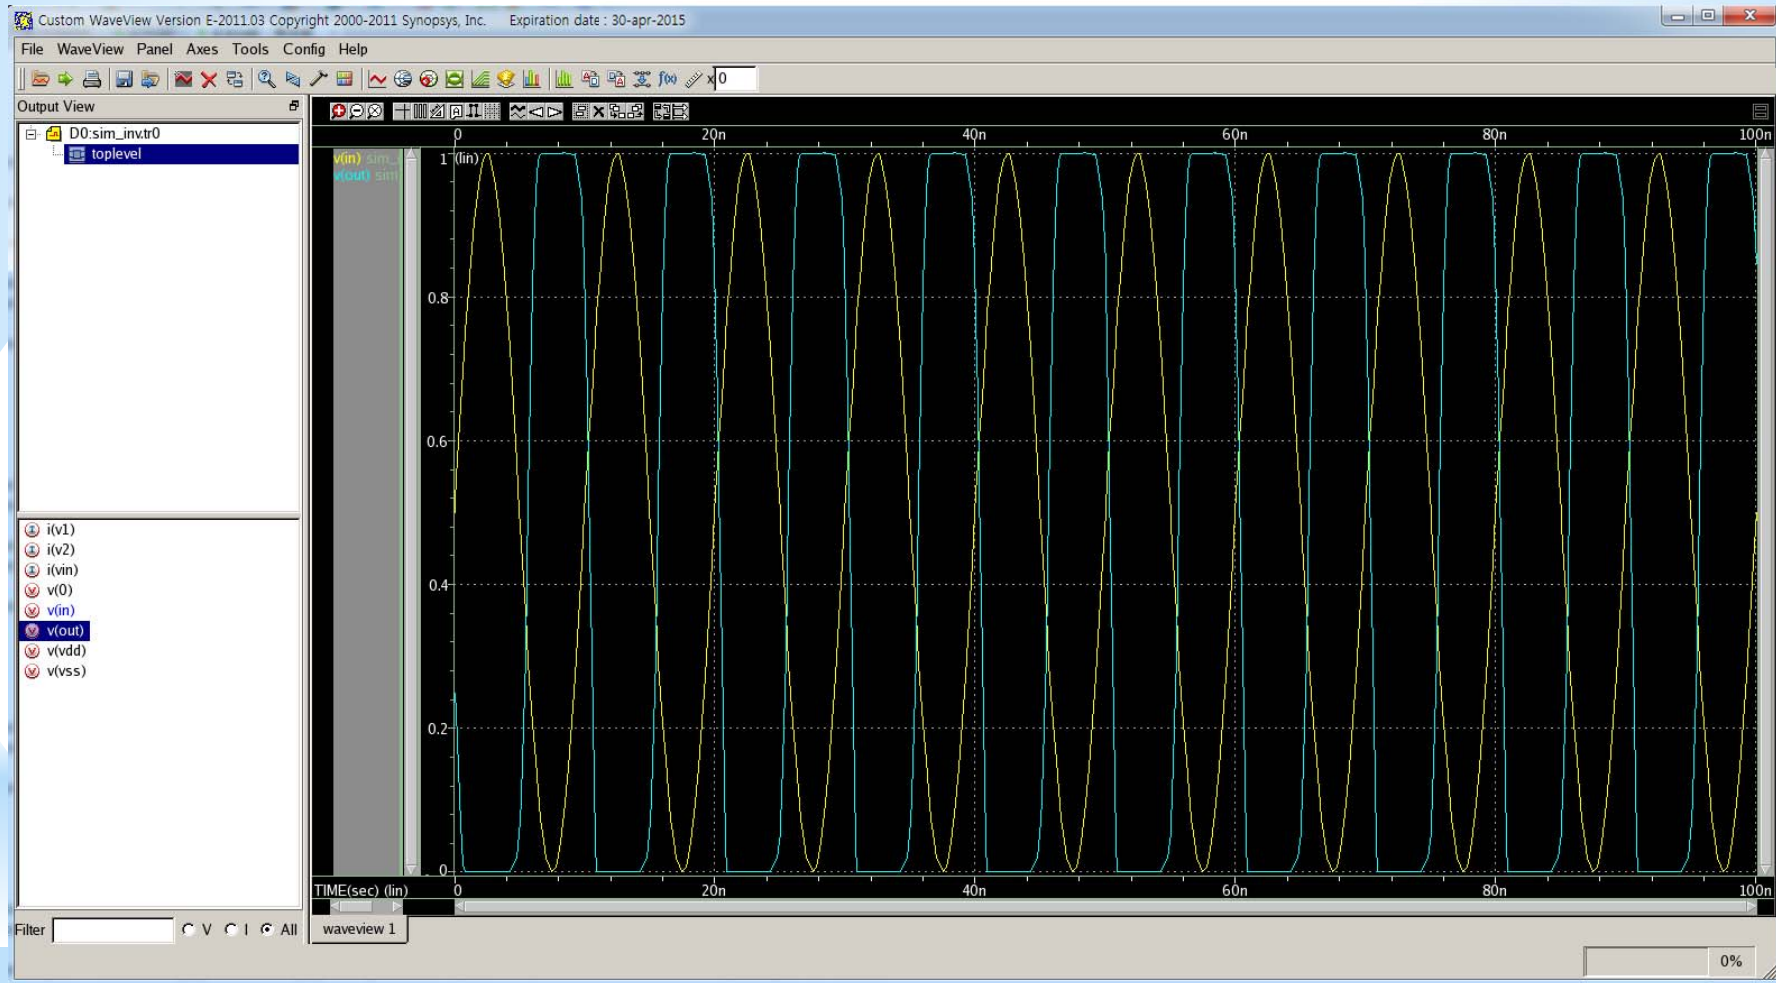 Custom WaveView Version E-2011.03 Copyright 2000-2011 Synopsys, Inc. Expiration date : 30-apr-2015
File WaveView Panel Axes Tools Config Help
f(x) x 0
Output View
D0:sim_inv.tr0
toplevel
i(v1)
i(v2)
i(vin)
v(0)
v(in)
v(out)
v(vdd)
v(vss)
Filter V I All
0 20n 40n 60n 80n 100n
v(in) sim_i
v(out) sim
1 (lin)
0.8
0.6
0.4
0.2
0
TIME(sec) (lin) 0 20n 40n 60n 80n 100n
waveview 1
0%